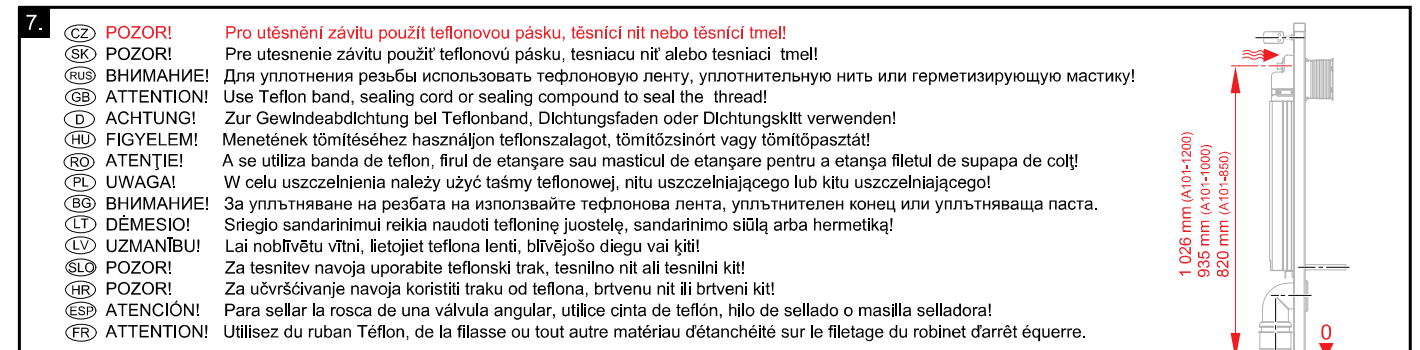 7.
CZ POZOR! Pro utěsnění závitu použít teflonovou pásku, těsnící nit nebo těsnící tmel!
SK POZOR! Pre utesnenie závitu použiť teflonovú pásku, tesniacu niť alebo tesniaci tmel!
RUS ВНИМАНИЕ! Для уплотнения резьбы использовать тефлоновую ленту, уплотнительную нить или герметизирующую мастику!
GB ATTENTION! Use Teflon band, sealing cord or sealing compound to seal the thread!
D ACHTUNG! Zur Gewindeabdichtung bei Teflonband, Dichtungsfaden oder Dichtungskitt verwenden!
HU FIGYELEM! Menetének tömítéséhez használjon teflonszalagot, tömítőzsinórt vagy tömítőpasztát!
RO ATENŢIE! A se utiliza banda de teflon, firul de etanşare sau masticul de etanşare pentru a etanşa filetul de supapa de colţ!
PL UWAGA! W celu uszczelnienia należy użyć taśmy teflonowej, nitu uszczelniającego lub kitu uszczelniającego!
BG ВНИМАНИЕ! За уплътняване на резбата на използвайте тефлонова лента, уплътнителен конец или уплътняваща паста.
LT DĖMESIO! Sriegio sandarinimui reikia naudoti tefloninę juostelę, sandarinimo siūlą arba hermetiką!
LV UZMANĪBU! Lai noblīvētu vītni, lietojiet teflona lenti, blīvējošo diegu vai ķiti!
SLO POZOR! Za tesnitev navoja uporabite teflonski trak, tesnilno nit ali tesnilni kit!
HR POZOR! Za učvršćivanje navoja koristiti traku od teflona, brtvenu nit ili brtveni kit!
ESP ATENCIÓN! Para sellar la rosca de una válvula angular, utilice cinta de teflón, hilo de sellado o masilla selladora!
FR ATTENTION! Utilisez du ruban Téflon, de la filasse ou tout autre matériau d'étanchéité sur le filetage du robinet d'arrêt équerre.
1 026 mm (A101-1200)
935 mm (A101-1000)
820 mm (A101-850)
0